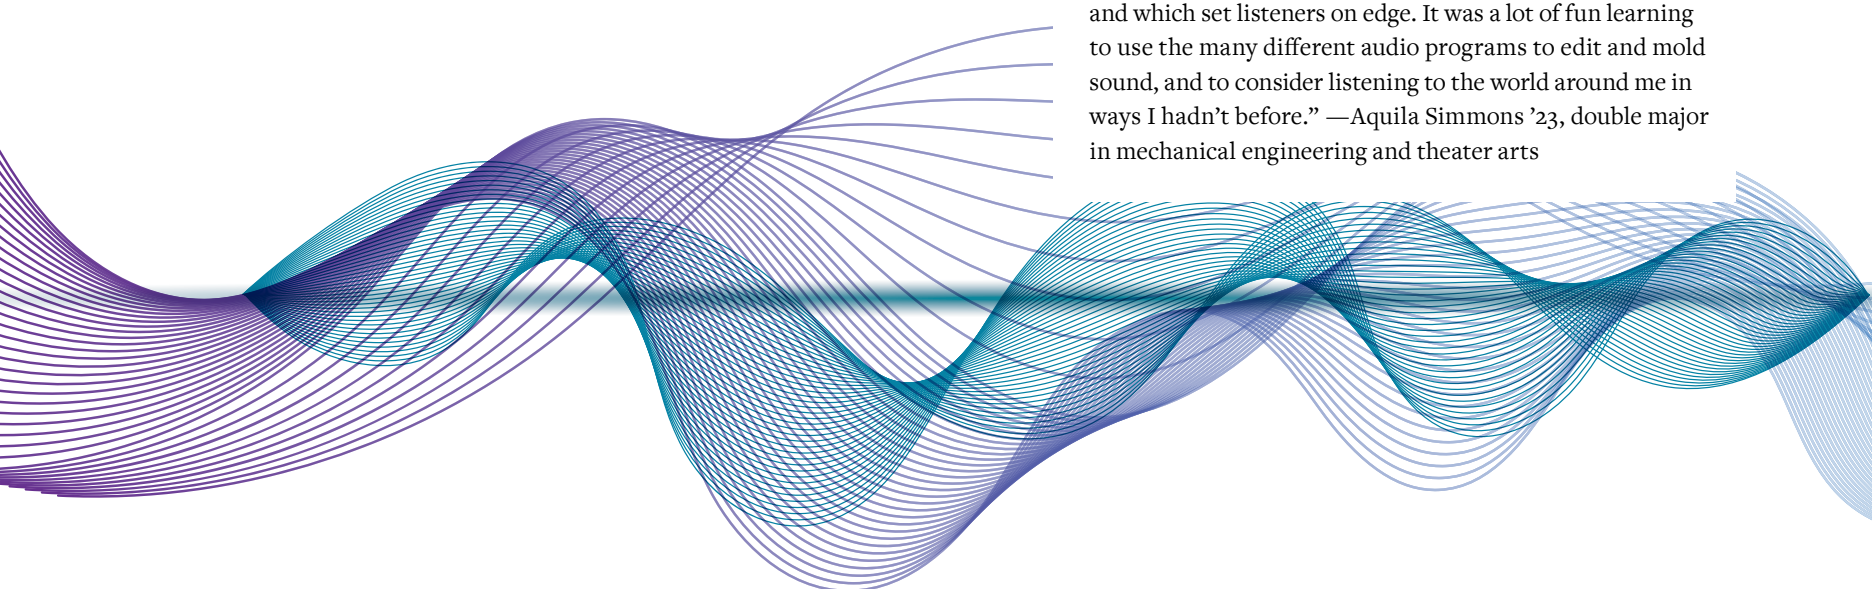 and which set listeners on edge. It was a lot of fun learning
to use the many different audio programs to edit and mold
sound, and to consider listening to the world around me in
ways I hadn’t before.” —Aquila Simmons ’23, double major
in mechanical engineering and theater arts